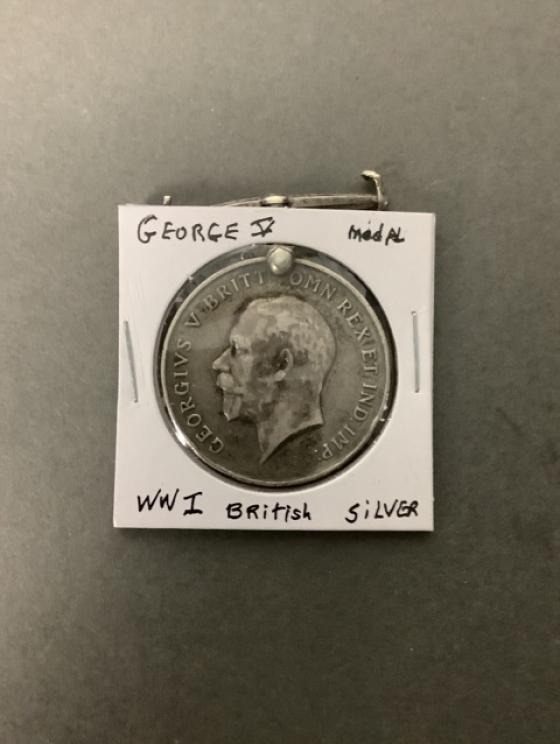 GEORGE V medal
GEORGIVS V BRITT: OMN: REX ET IND: IMP:
WWI BRitish SiLVER